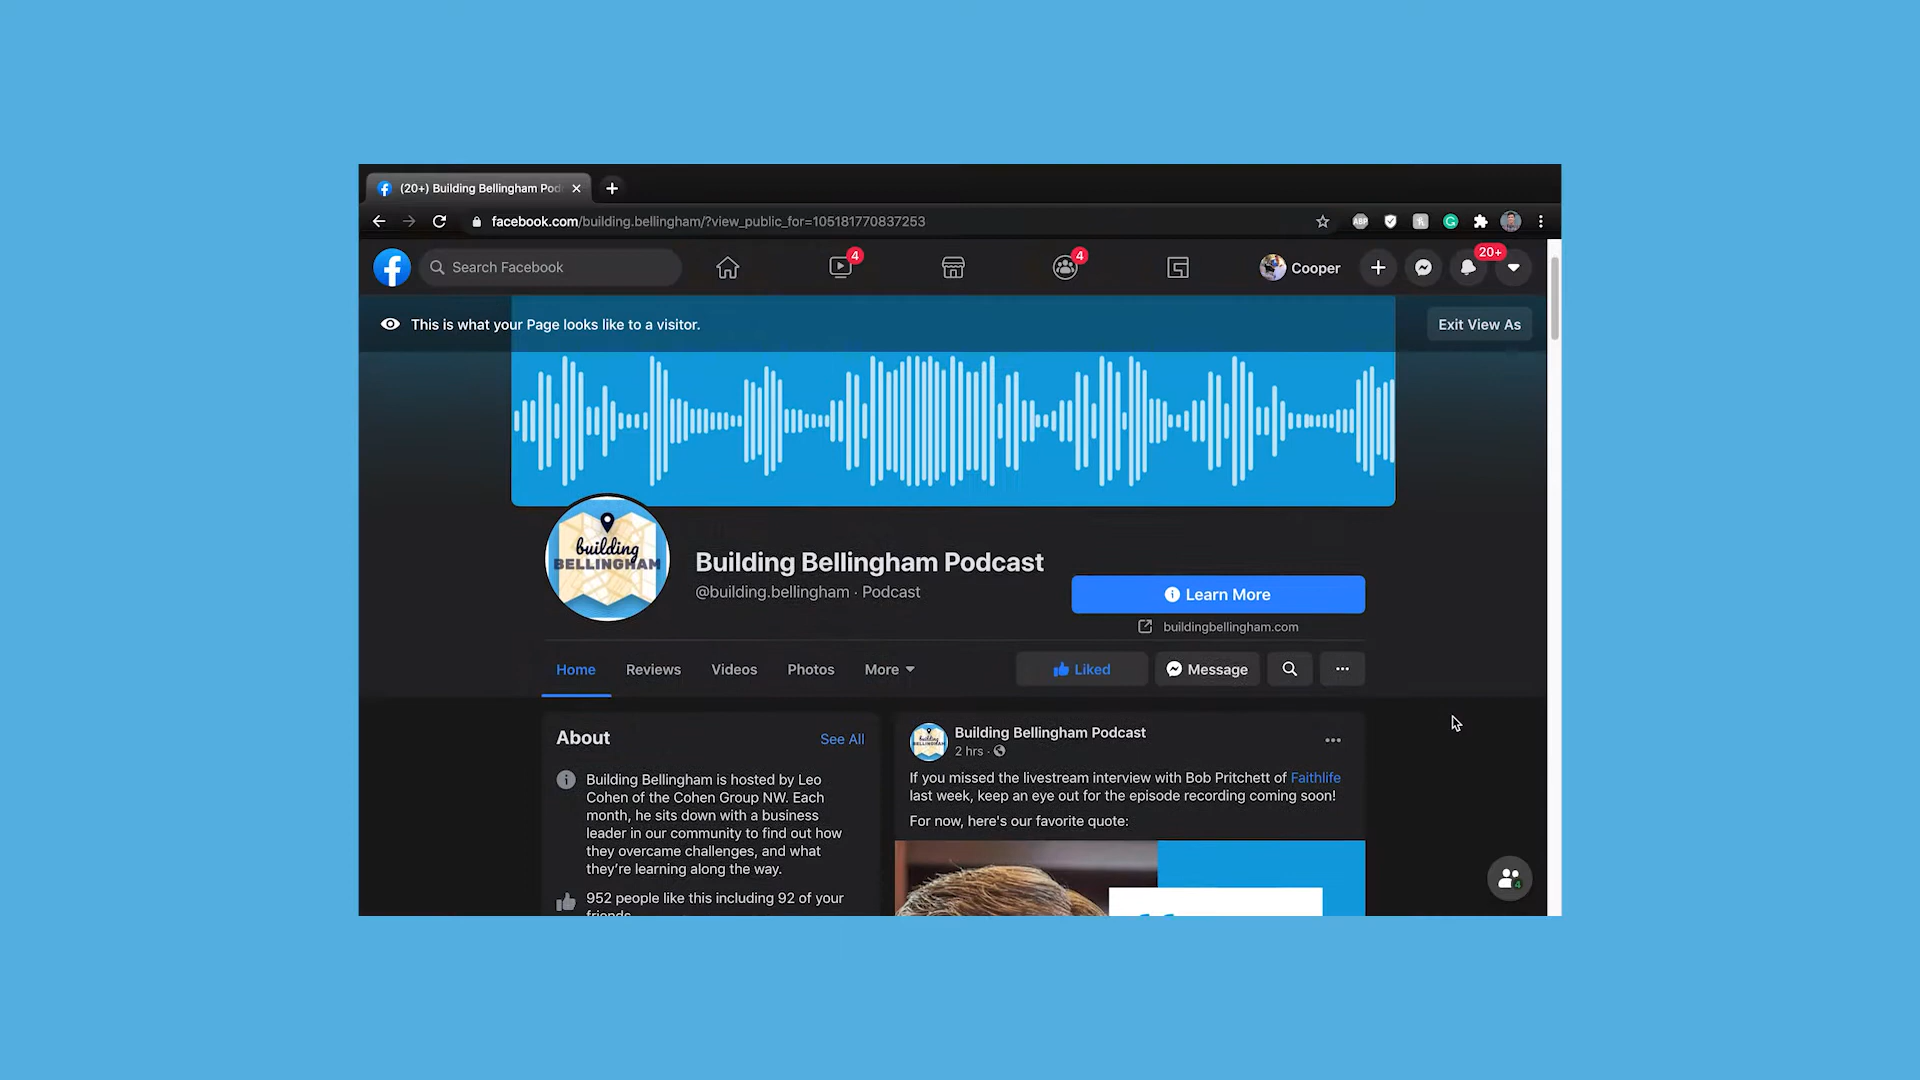 (20+) Building Bellingham Pod
facebook.com/building.bellingham/?view_public_for=105181770837253
ABP
Search Facebook
4
4
Cooper
20+
This is what your Page looks like to a visitor.
Exit View As
building
BELLINGHAM
Building Bellingham Podcast
@building.bellingham · Podcast
Learn More
buildingbellingham.com
Home
Reviews
Videos
Photos
More
Liked
Message
About
See All
Building Bellingham is hosted by Leo
Cohen of the Cohen Group NW. Each
month, he sits down with a business
leader in our community to find out how
they overcame challenges, and what
they're learning along the way.
952 people like this including 92 of your
friends
building
BELLINGHAM
Building Bellingham Podcast
2 hrs ·
If you missed the livestream interview with Bob Pritchett of Faithlife
last week, keep an eye out for the episode recording coming soon!
For now, here's our favorite quote:
4